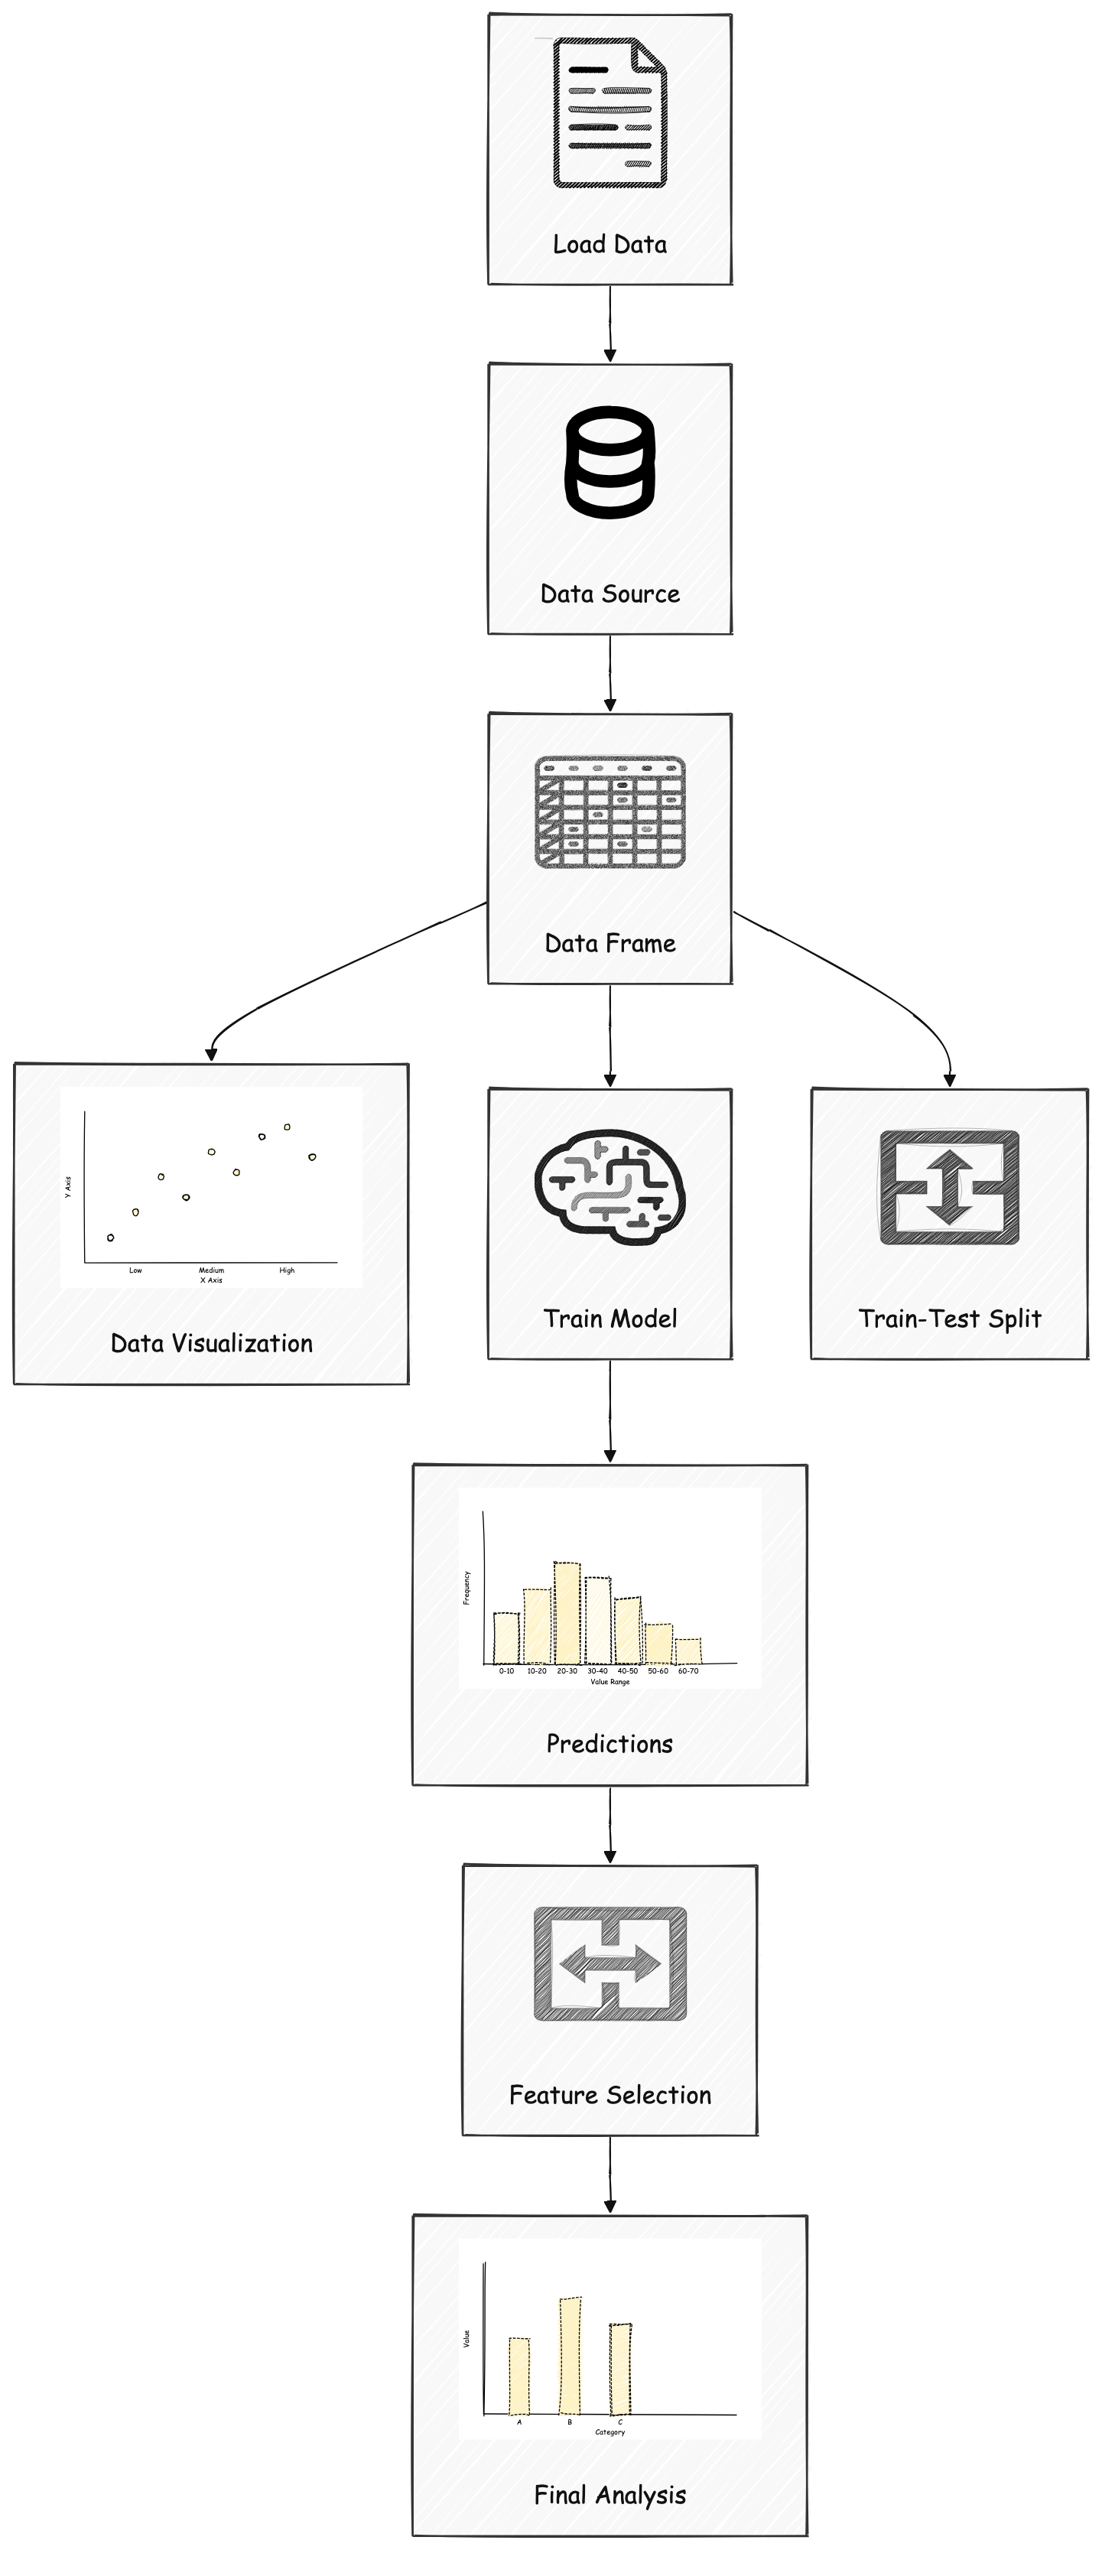 Load Data
Data Source
Data Frame
Y Axis
Low Medium High
X Axis
Data Visualization
Train Model
Train-Test Split
Frequency
0-10 10-20 20-30 30-40 40-50 50-60 60-70
Value Range
Predictions
Feature Selection
Value
A B C
Category
Final Analysis